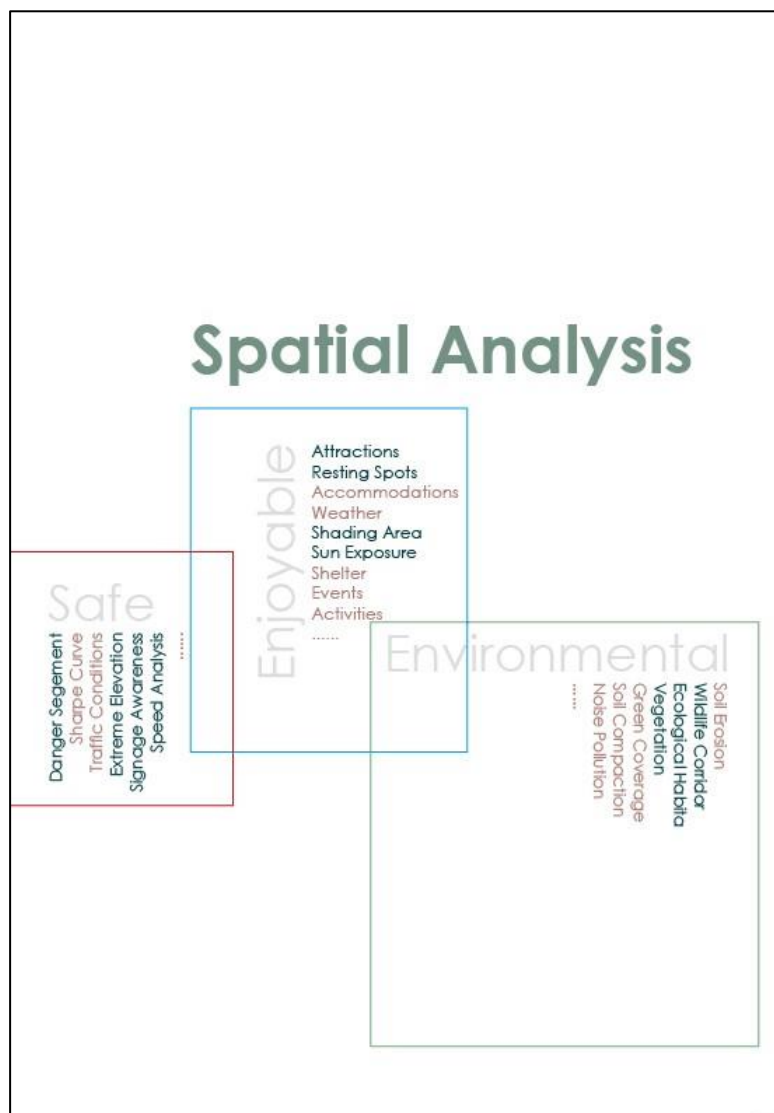 Spatial Analysis
Enjoyable
Attractions
Resting Spots
Accommodations
Weather
Shading Area
Sun Exposure
Shelter
Events
Activities
......
Safe
Danger Segement
Sharpe Curve
Traffic Conditions
Extreme Elevation
Signage Awareness
Speed Analysis
......
Environmental
Soil Erosion
Wildlife Corridor
Ecological Habita
Vegetation
Green Coverage
Soil Compaction
Noise Pollution
......